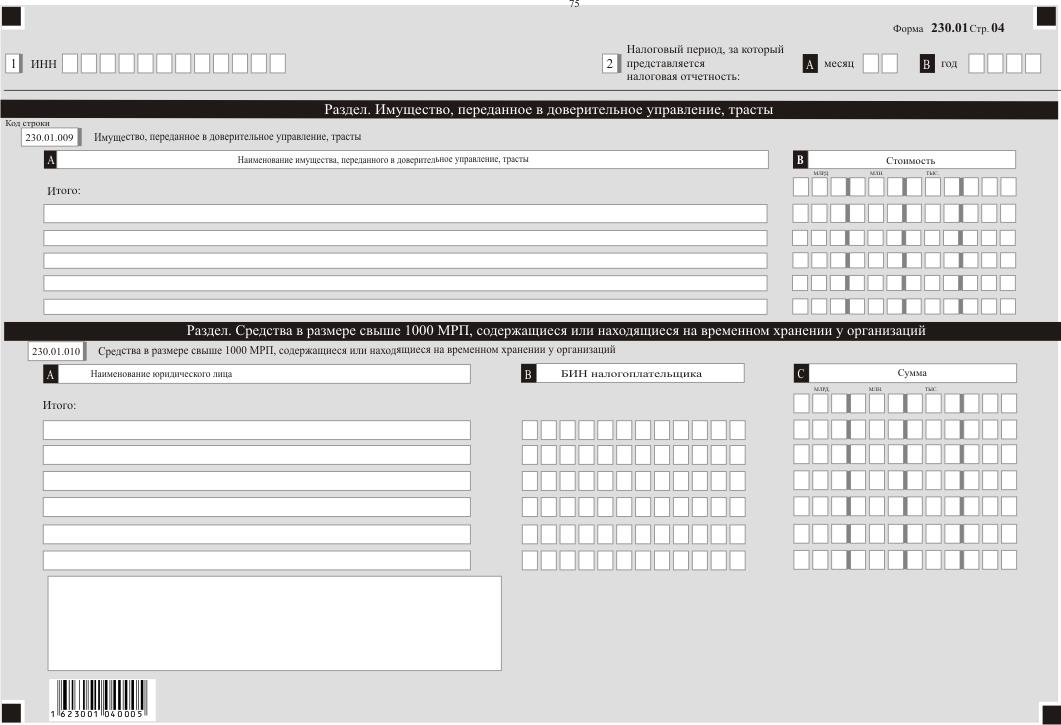 75
Форма 230.01 Стр. 04
1 ИНН
2 Налоговый период, за который
представляется
налоговая отчетность:
A месяц B год
Раздел. Имущество, переданное в доверительное управление, трасты
Код строки
230.01.009 Имущество, переданное в доверительное управление, трасты
A Наименование имущества, переданного в доверительное управление, трасты B Стоимость
МЛРД. МЛН. ТЫС.
Итого:
Раздел. Средства в размере свыше 1000 МРП, содержащиеся или находящиеся на временном хранении у организаций
230.01.010 Средства в размере свыше 1000 МРП, содержащиеся или находящиеся на временном хранении у организаций
A Наименование юридического лица B БИН налогоплательщика C Сумма
МЛРД. МЛН. ТЫС.
Итого:
1 623001 040005